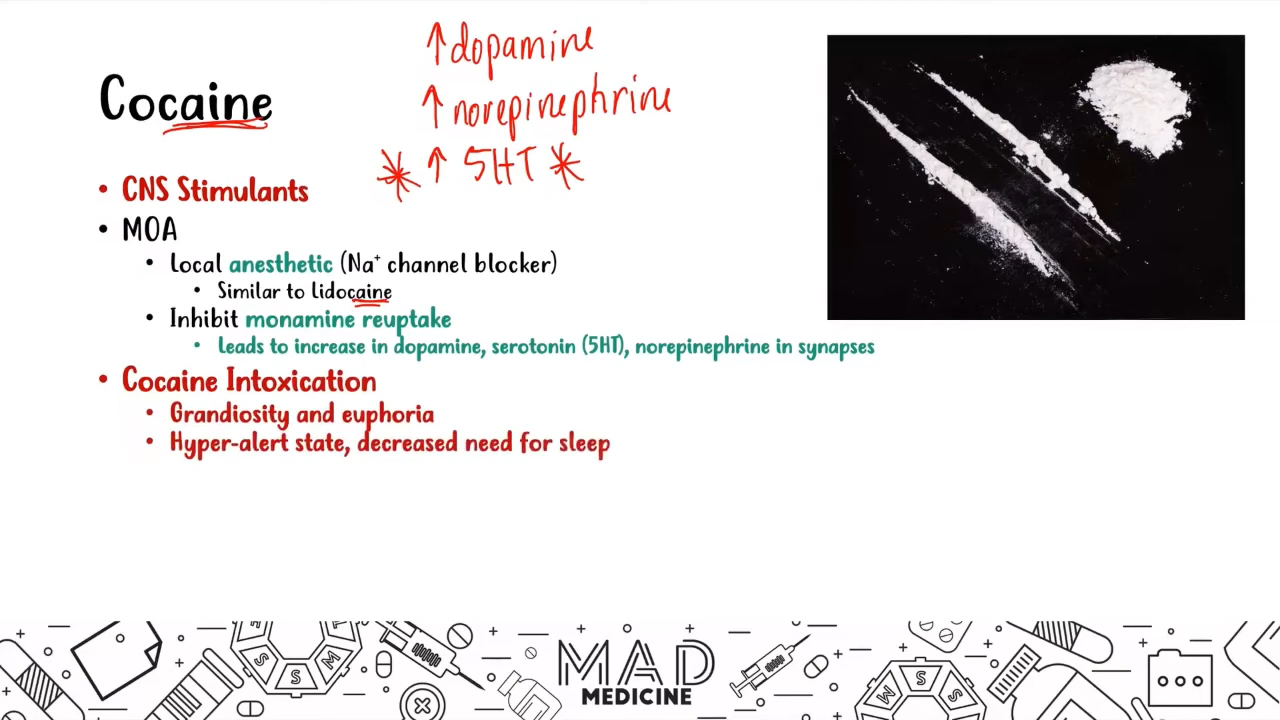 ↑ dopamine
↑ norepinephrine
* ↑ 5HT *
Cocaine
• CNS Stimulants
• MOA
• Local anesthetic (Na⁺ channel blocker)
• Similar to Lidocaine
• Inhibit monamine reuptake
• Leads to increase in dopamine, serotonin (5HT), norepinephrine in synapses
• Cocaine Intoxication
• Grandiosity and euphoria
• Hyper-alert state, decreased need for sleep
S S M
M S S
MAD
MEDICINE